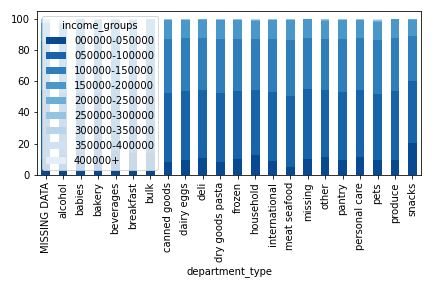 100
80
60
40
20
0
income_groups
000000-050000
050000-100000
100000-150000
150000-200000
200000-250000
250000-300000
300000-350000
350000-400000
400000+
MISSING DATA
alcohol
babies
bakery
beverages
breakfast
bulk
canned goods
dairy eggs
deli
dry goods pasta
frozen
household
international
meat seafood
missing
other
pantry
personal care
pets
produce
snacks
department_type